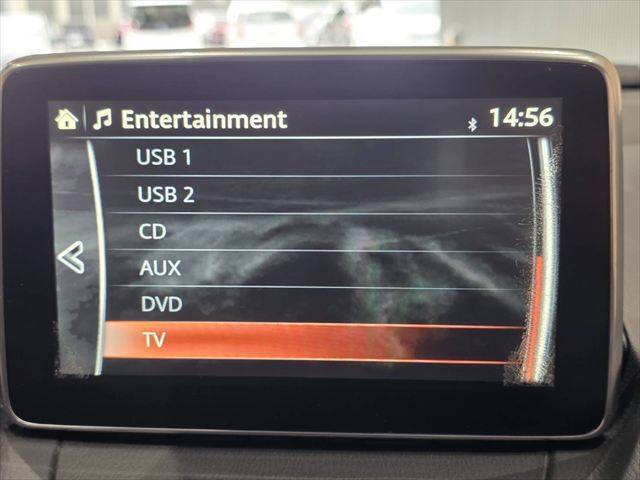 Entertainment 14:56
USB 1
USB 2
CD
AUX
DVD
TV